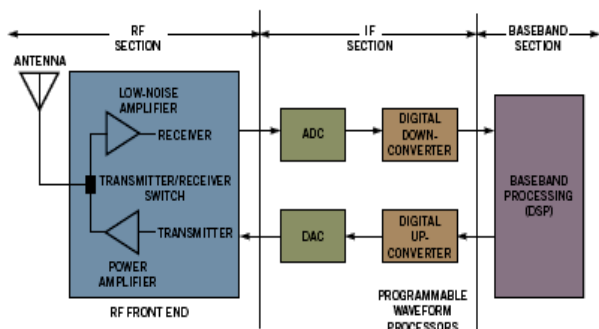 RF
SECTION
IF
SECTION
BASEBAND
SECTION
ANTENNA
LOW-NOISE
AMPLIFIER
RECEIVER
TRANSMITTER/RECEIVER
SWITCH
TRANSMITTER
POWER
AMPLIFIER
RF FRONT END
ADC
DIGITAL
DOWN-
CONVERTER
DAC
DIGITAL
UP-
CONVERTER
PROGRAMMABLE
WAVEFORM
PROCESSORS
BASEBAND
PROCESSING
(DSP)